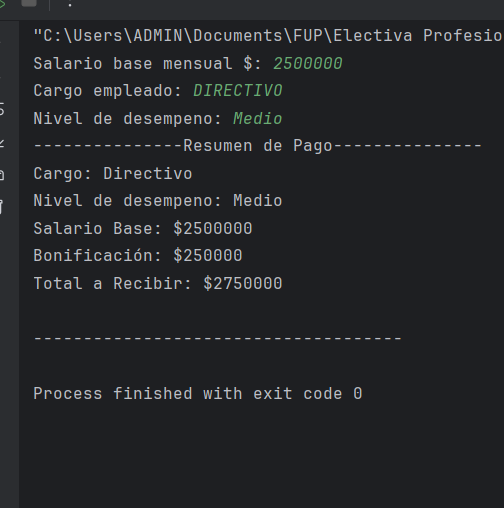 "C:\Users\ADMIN\Documents\FUP\Electiva Profesio
Salario base mensual $: 2500000
Cargo empleado: DIRECTIVO
Nivel de desempeno: Medio
---------------Resumen de Pago---------------
Cargo: Directivo
Nivel de desempeno: Medio
Salario Base: $2500000
Bonificación: $250000
Total a Recibir: $2750000
-------------------------------------
Process finished with exit code 0